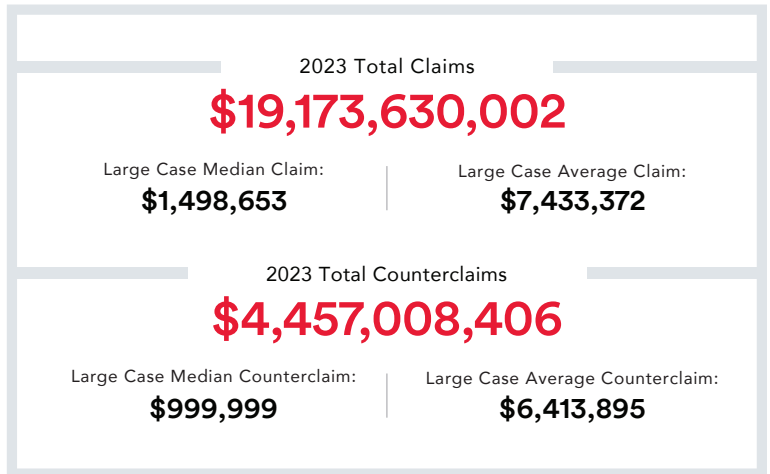 2023 Total Claims
$19,173,630,002
Large Case Median Claim:
$1,498,653
Large Case Average Claim:
$7,433,372
2023 Total Counterclaims
$4,457,008,406
Large Case Median Counterclaim:
$999,999
Large Case Average Counterclaim:
$6,413,895